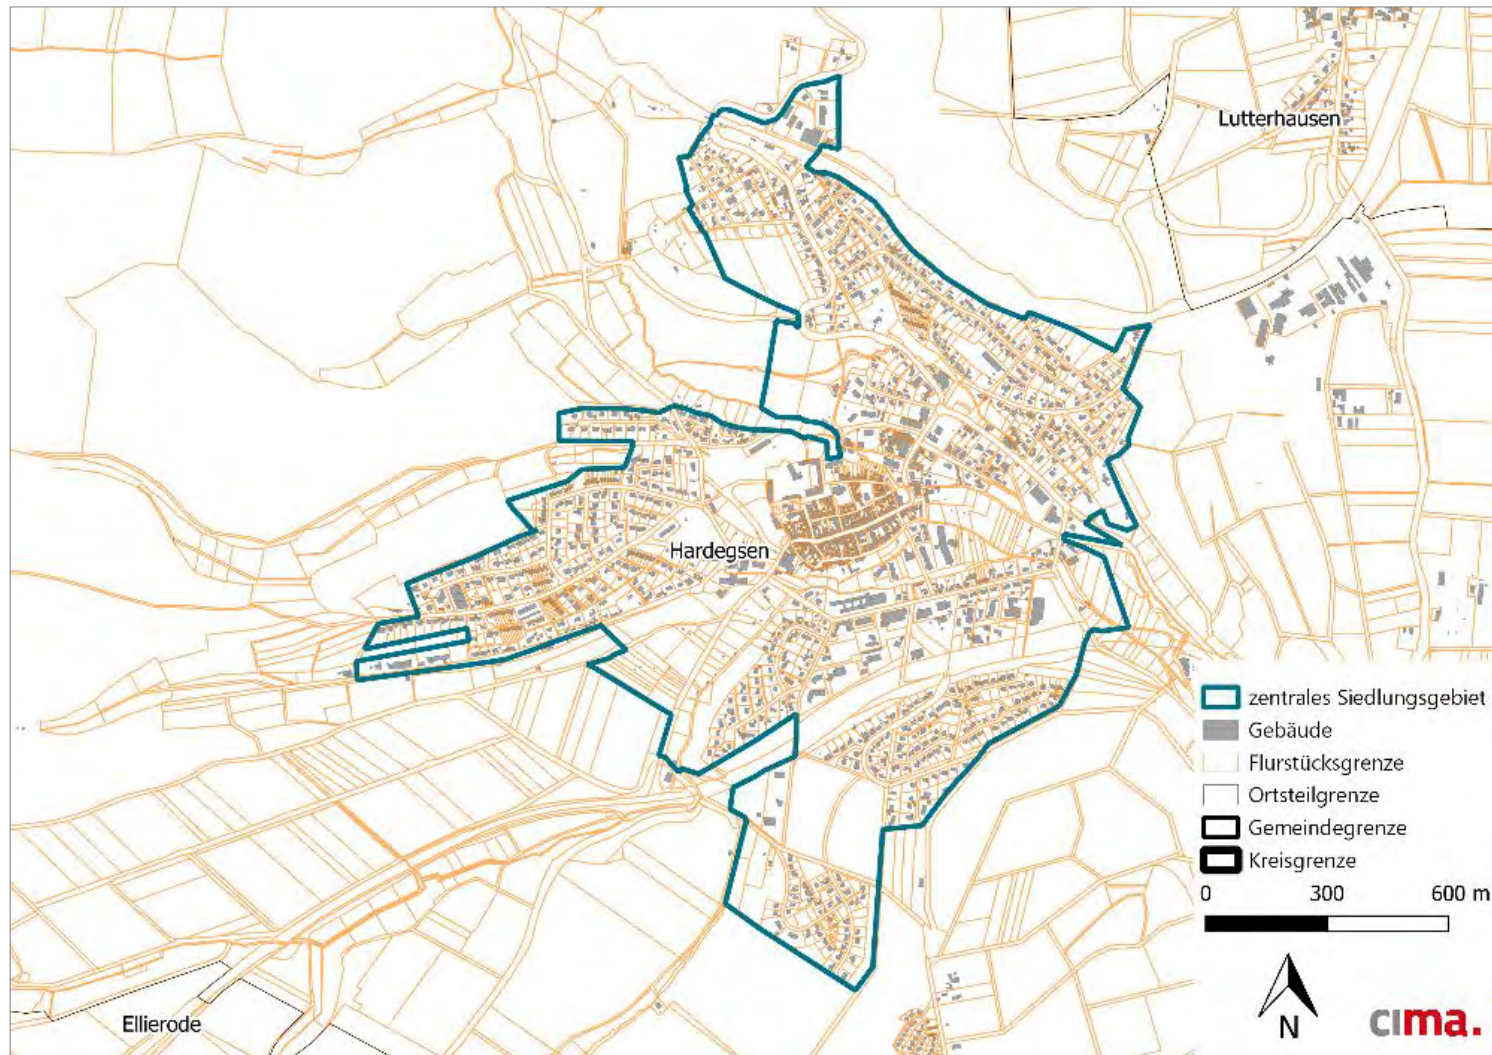 Lutterhausen
Hardegsen
Ellierode
zentrales Siedlungsgebiet
Gebäude
Flurstücksgrenze
Ortsteilgrenze
Gemeindegrenze
Kreisgrenze
0 300 600 m
N
cima.